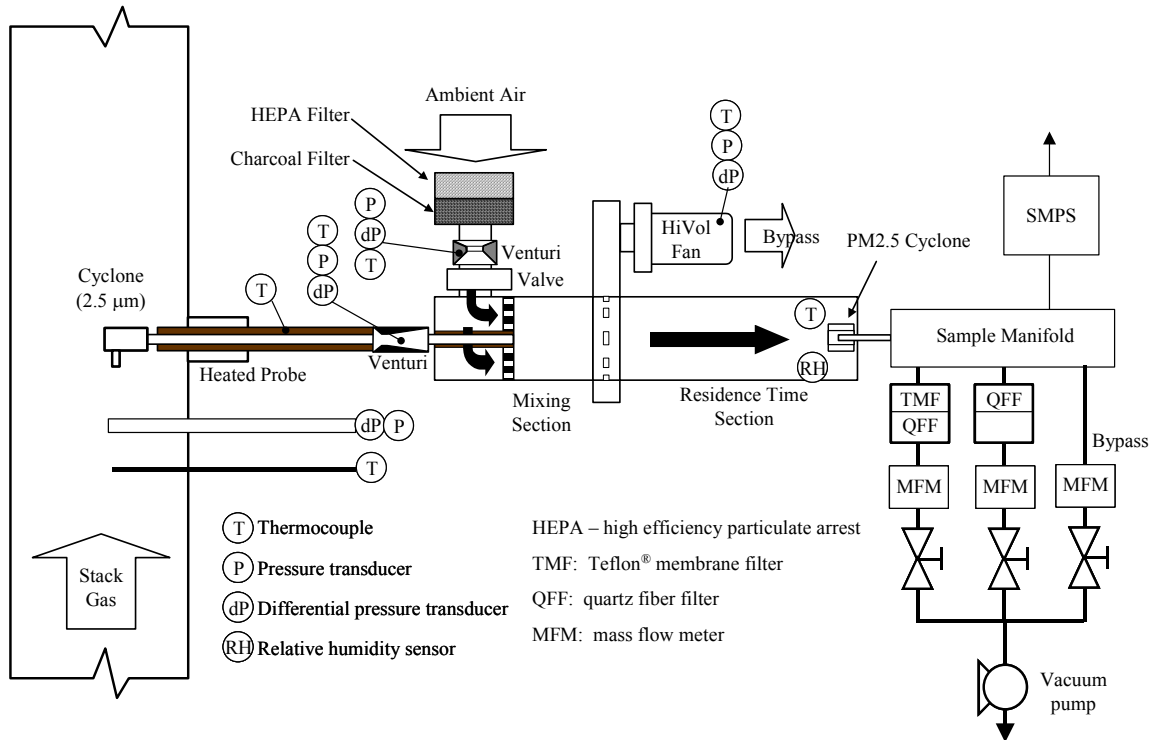 Ambient Air
HEPA Filter
Charcoal Filter
T
P
dP
P
dP
T
T
P
dP
SMPS
HiVol
Fan
Bypass
PM2.5 Cyclone
Venturi
Valve
Cyclone
(2.5 μm)
T
T
Sample Manifold
Venturi
Heated Probe
RH
Mixing
Section
Residence Time
Section
TMF
QFF
QFF
dP
P
Bypass
T
MFM
MFM
MFM
T Thermocouple
P Pressure transducer
dP Differential pressure transducer
RH Relative humidity sensor
HEPA – high efficiency particulate arrest
TMF: Teflon® membrane filter
QFF: quartz fiber filter
MFM: mass flow meter
Stack
Gas
Vacuum
pump